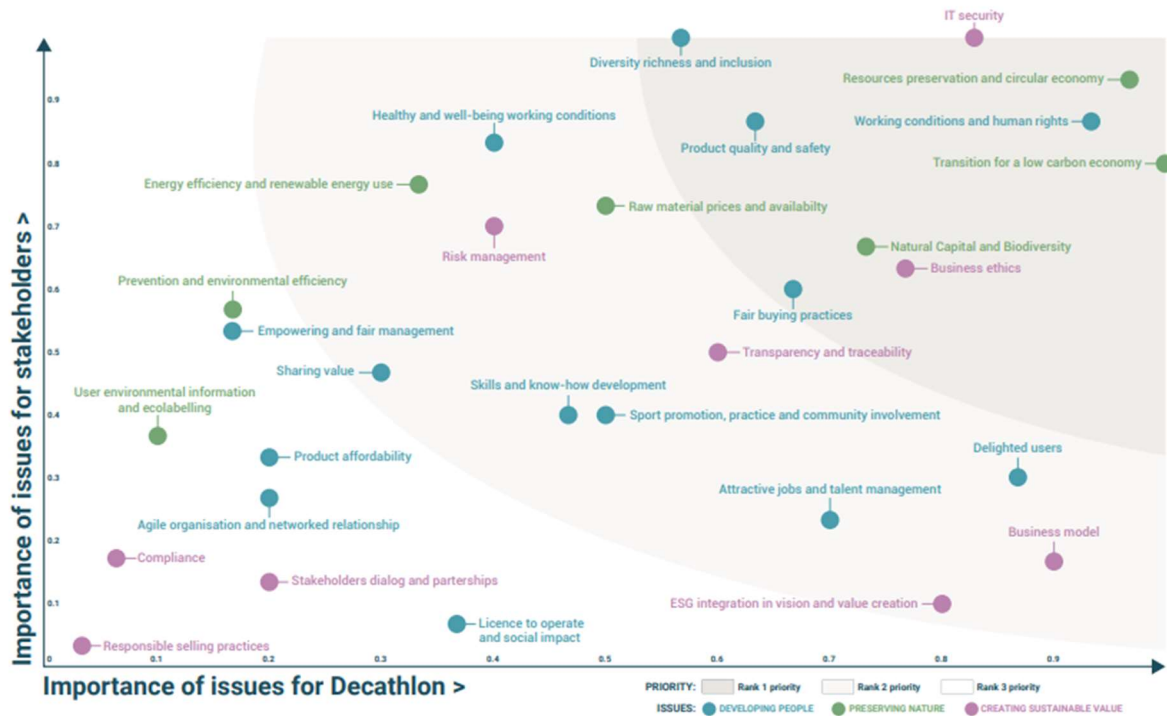 IT security
Diversity richness and inclusion
Resources preservation and circular economy
0.9
Healthy and well-being working conditions
Working conditions and human rights
Product quality and safety
0.8
Transition for a low carbon economy
Energy efficiency and renewable energy use
Raw material prices and availabilty
0.7
Natural Capital and Biodiversity
Risk management
Business ethics
Prevention and environmental efficiency
0.6
Fair buying practices
Empowering and fair management
0.5
Transparency and traceability
Sharing value
Skills and know-how development
User environmental information
and ecolabelling
0.4
Sport promotion, practice and community involvement
Delighted users
Product affordability
0.3
Attractive jobs and talent management
Agile organisation and networked relationship
Business model
0.2
Compliance
Stakeholders dialog and parterships
0.1
ESG integration in vision and value creation
Licence to operate
and social impact
Responsible selling practices
Importance of issues for stakeholders >
0 0.1 0.2 0.3 0.4 0.5 0.6 0.7 0.8 0.9
Importance of issues for Decathlon >
PRIORITY: Rank 1 priority Rank 2 priority Rank 3 priority
ISSUES: DEVELOPING PEOPLE PRESERVING NATURE CREATING SUSTAINABLE VALUE